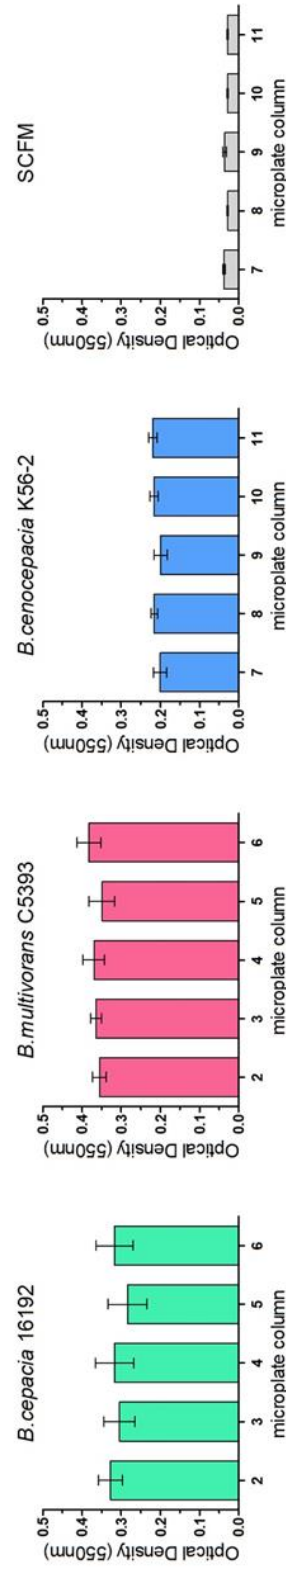 B.cepacia 16192
Optical Density (550nm)
0.5
0.4
0.3
0.2
0.1
0.0
2 3 4 5 6
microplate column
B.multivorans C5393
Optical Density (550nm)
0.5
0.4
0.3
0.2
0.1
0.0
2 3 4 5 6
microplate column
B.cenocepacia K56-2
Optical Density (550nm)
0.5
0.4
0.3
0.2
0.1
0.0
7 8 9 10 11
microplate column
SCFM
Optical Density (550nm)
0.5
0.4
0.3
0.2
0.1
0.0
7 8 9 10 11
microplate column